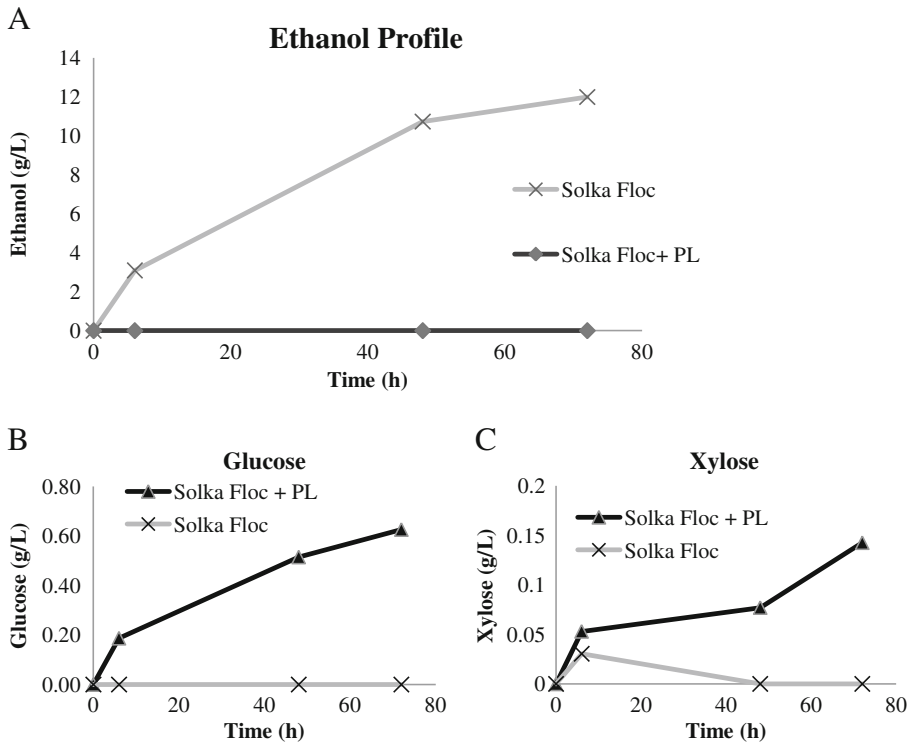 A
Ethanol Profile
14
12
10
8
6
4
2
0
Ethanol (g/L)
0 20 40 60 80
Time (h)
Solka Floc
Solka Floc+ PL
B
Glucose
0.80
0.60
0.40
0.20
0.00
Glucose (g/L)
Solka Floc + PL
Solka Floc
0 20 40 60 80
Time (h)
C
Xylose
0.2
0.15
0.1
0.05
0
Xylose (g/L)
Solka Floc + PL
Solka Floc
0 20 40 60 80
Time (h)